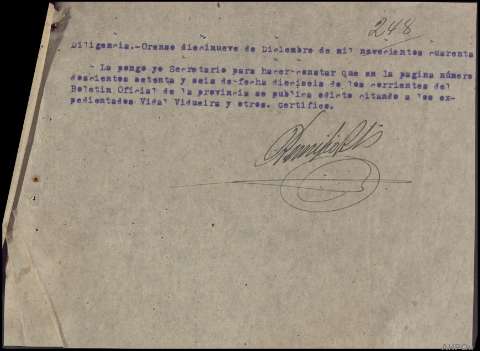 248
Diligencia.-Orense diecinueve de Diciembre de mil novecientos cuarenta
- La pongo yo Secretario para hacer constar que en la pagina número
doscientos setenta y seis de fecha dieciseis de los corrientes del
Boletin Oficial de la provincia se publica edicto citando a los ex-
pedientados Vidal Vidueira y otros. Certifico.